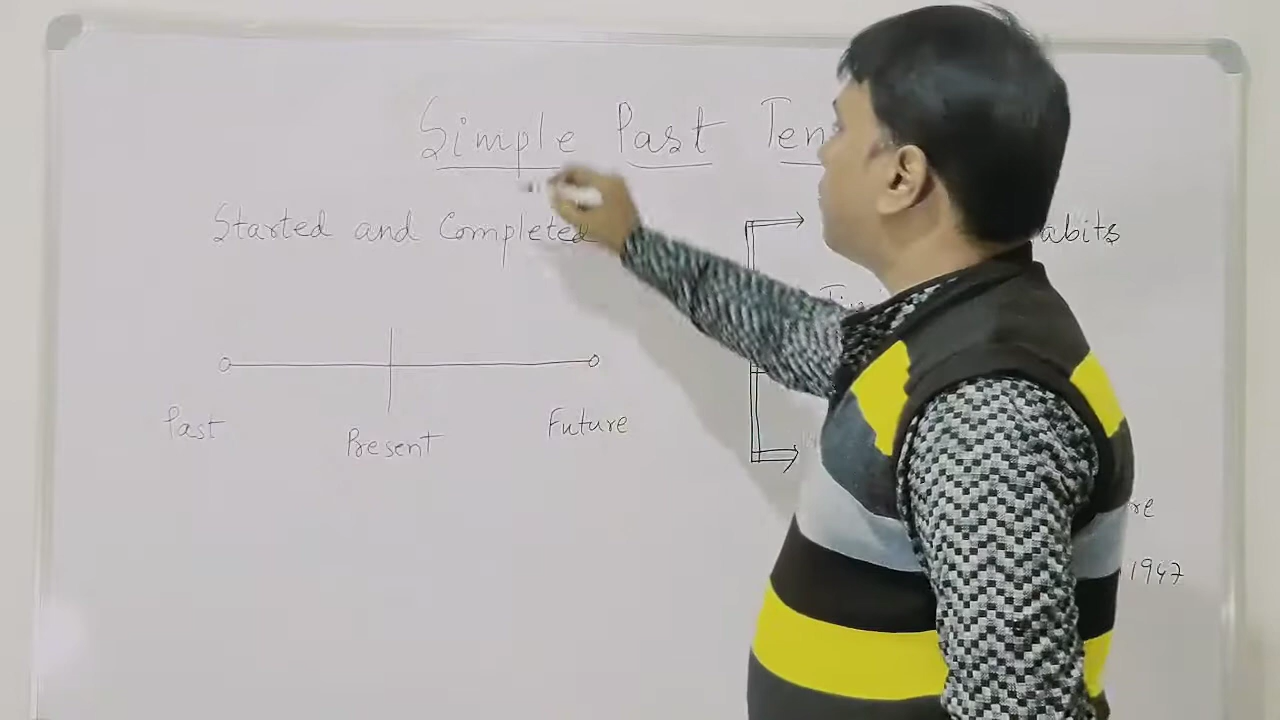 Simple Past Ten
Started and Completed
abits
Past
Present
Future
re
1947